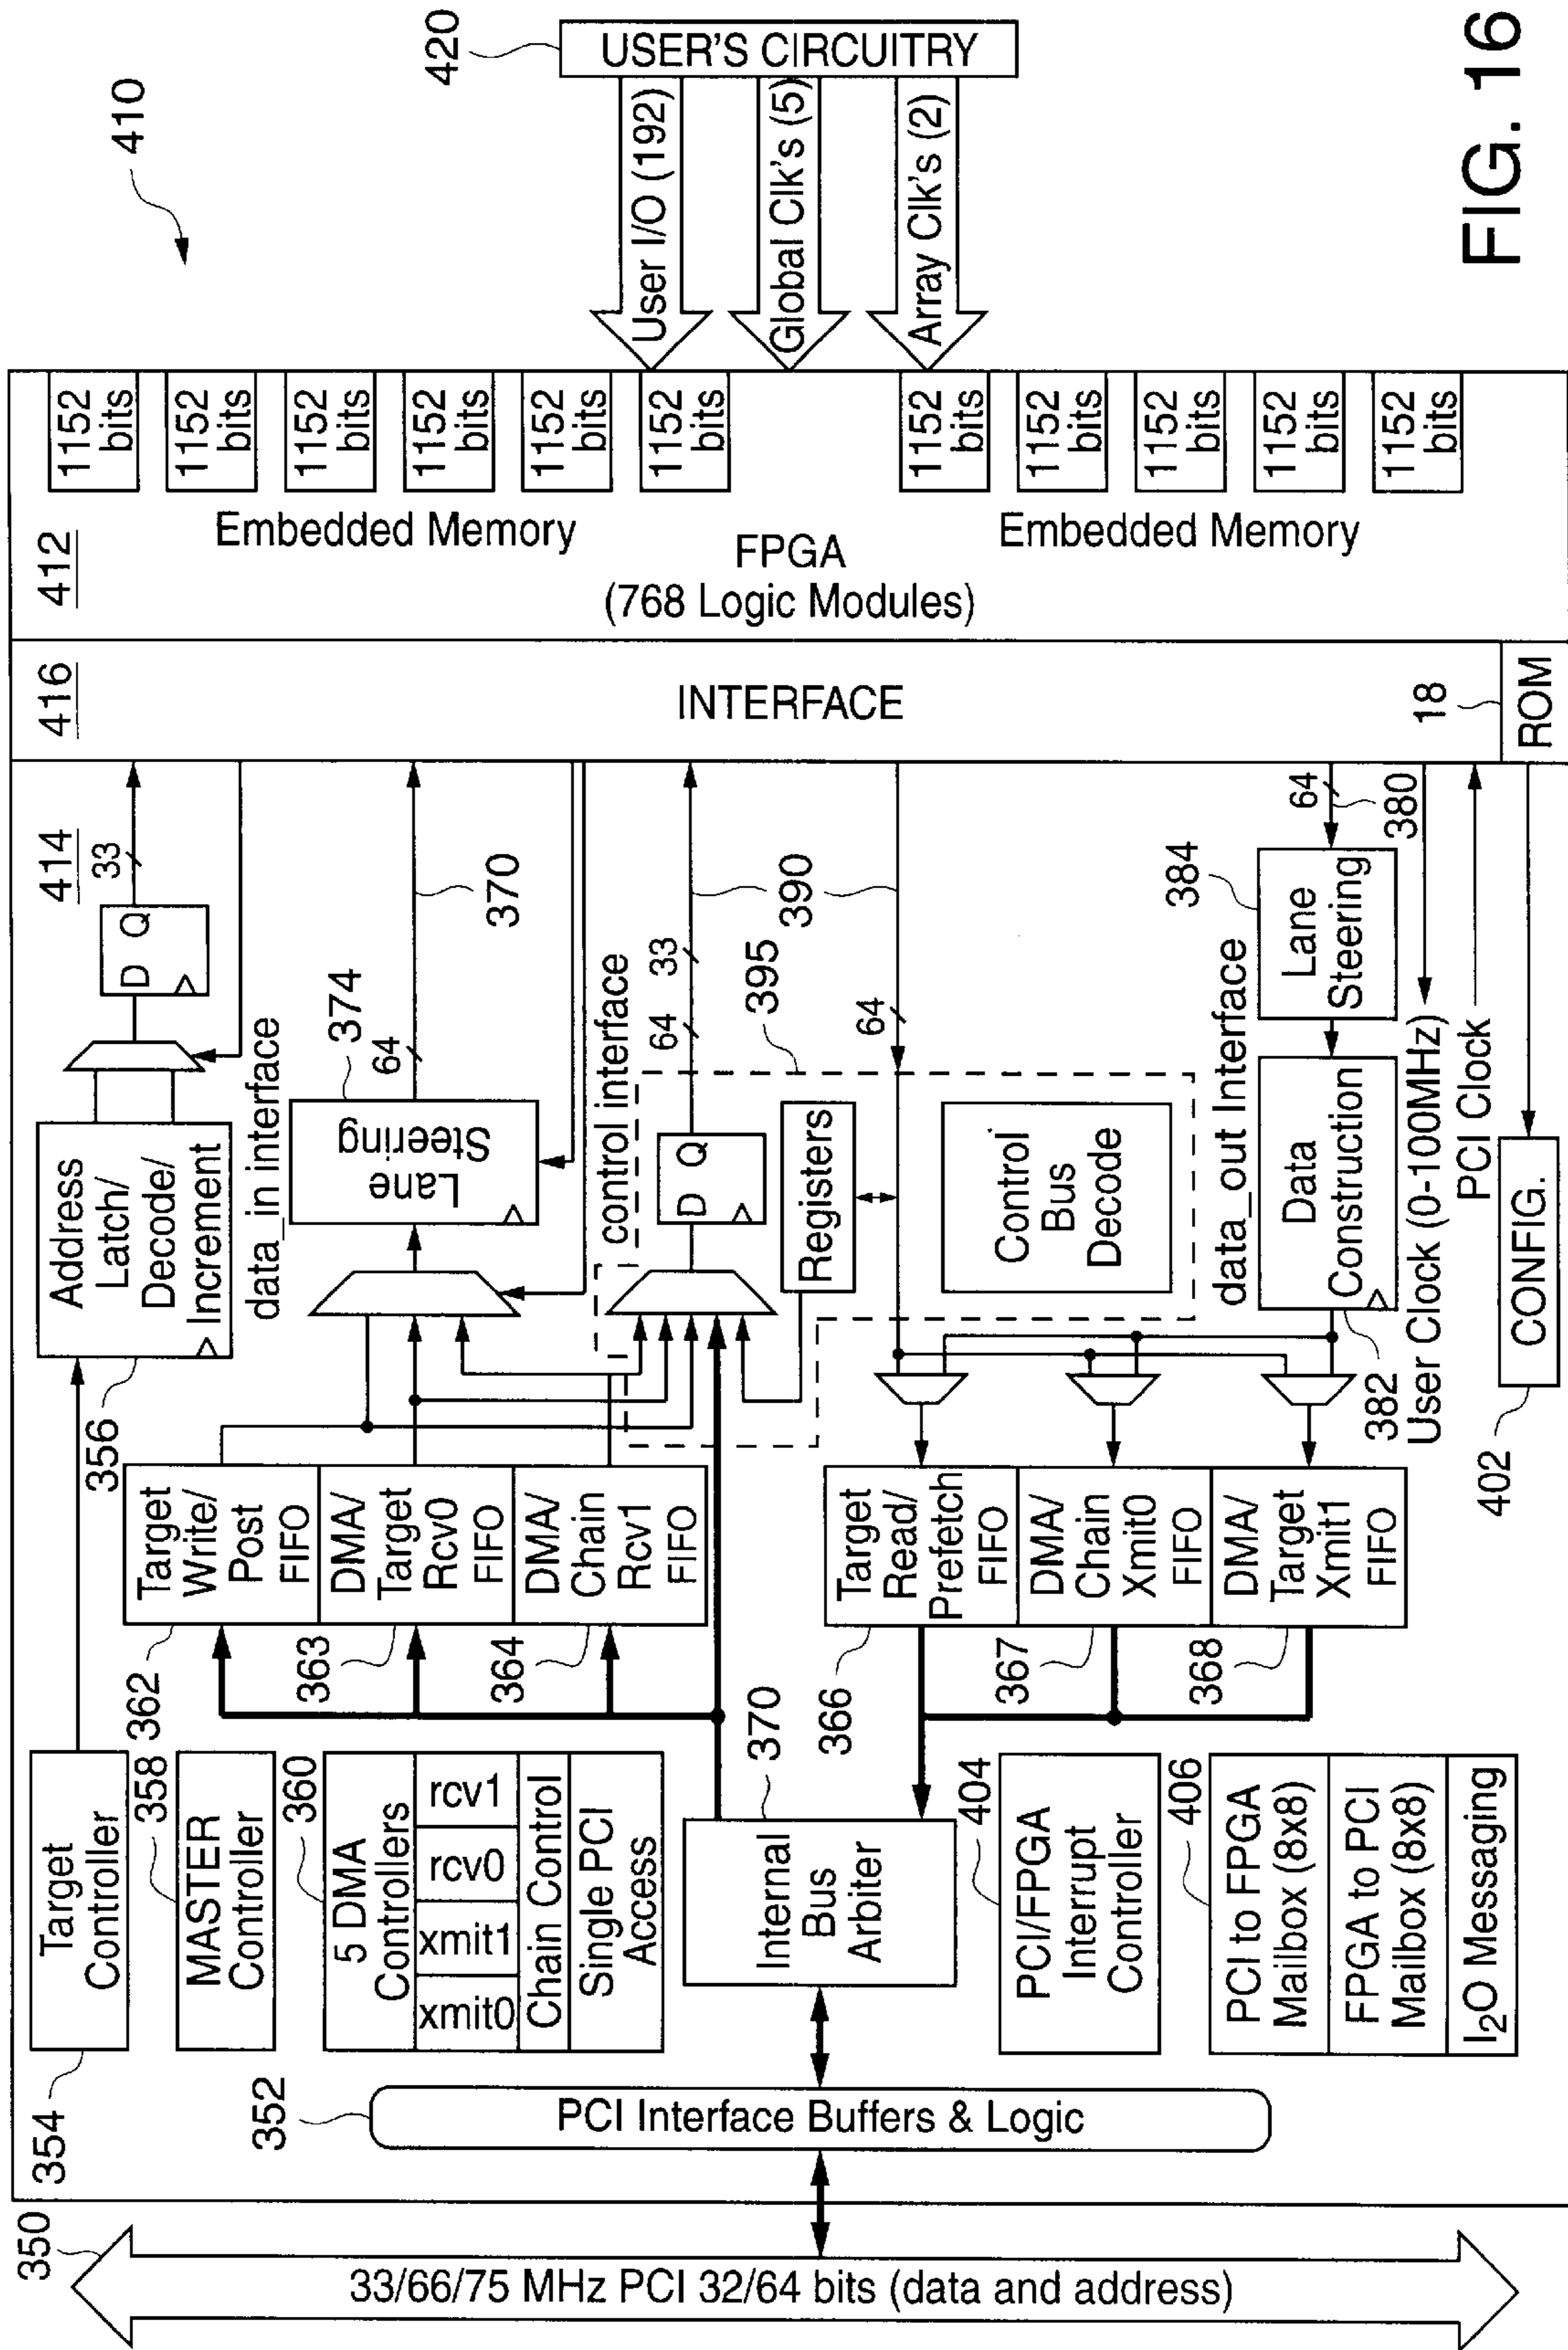 410
420
USER'S CIRCUITRY
User I/O (192)
Global Clk's (5)
Array Clk's (2)
FIG. 16
1152
bits
1152
bits
1152
bits
1152
bits
1152
bits
1152
bits
1152
bits
1152
bits
1152
bits
1152
bits
1152
bits
Embedded Memory
Embedded Memory
412
FPGA
(768 Logic Modules)
416
INTERFACE
18
ROM
414
33
D Q
Address
Latch/
Decode/
Increment
356
data_in interface
374
64
370
Lane
Steering
control interface
64
33
390
395
D Q
Registers
64
Control
Bus
Decode
data_out Interface
384
64
380
Lane
Steering
Data
Construction
382
User Clock (0-100MHz)
PCI Clock
CONFIG.
402
Target
Write/
Post
FIFO
DMA/
Target
Rcv0
FIFO
DMA/
Chain
Rcv1
FIFO
362
363
364
Target
Read/
Prefetch
FIFO
DMA/
Chain
Xmit0
FIFO
DMA/
Target
Xmit1
FIFO
366
367
368
Target
Controller
354
358
MASTER
Controller
360
5 DMA
Controllers
xmit0
xmit1
rcv0
rcv1
Chain Control
Single PCI
Access
370
Internal
Bus
Arbiter
404
PCI/FPGA
Interrupt
Controller
406
PCI to FPGA
Mailbox (8x8)
FPGA to PCI
Mailbox (8x8)
I2O Messaging
352
PCI Interface Buffers & Logic
350
33/66/75 MHz PCI 32/64 bits (data and address)